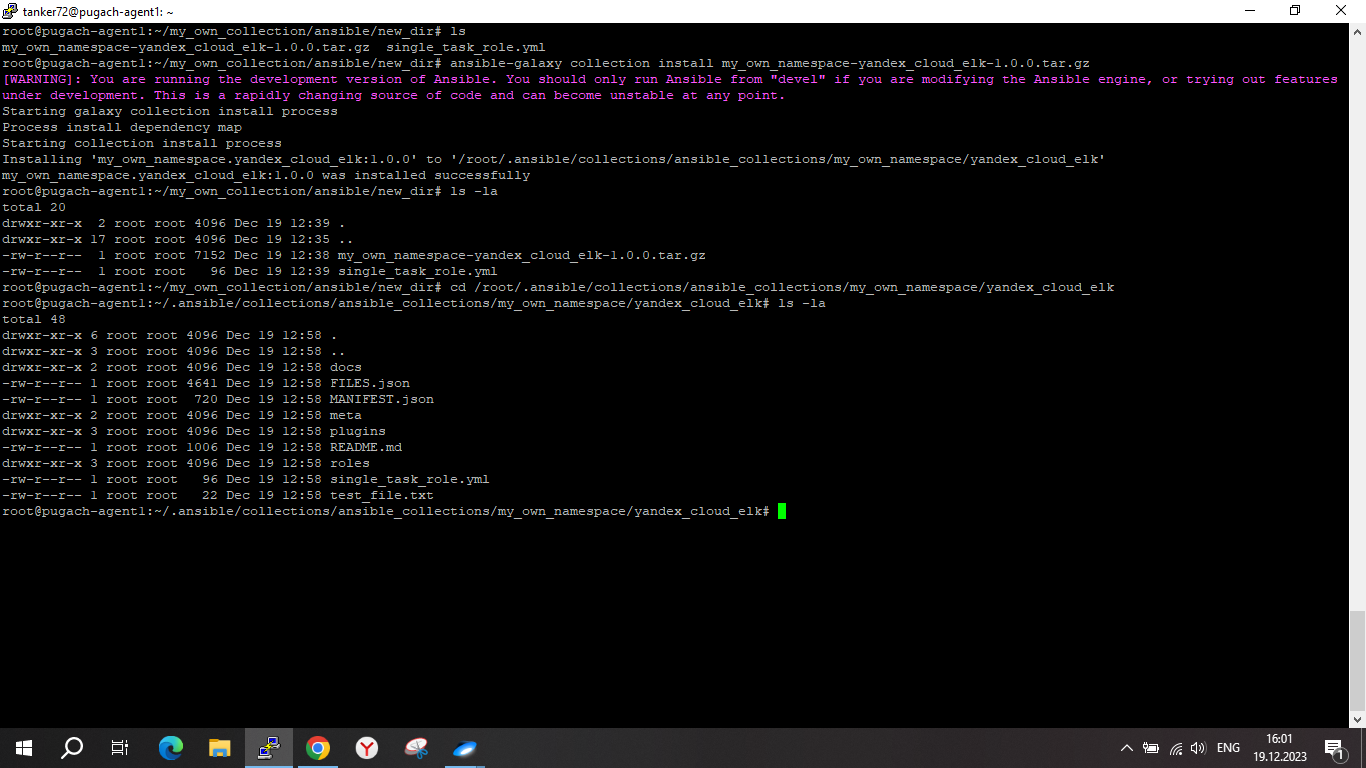 tanker72@pugach-agent1: ~
root@pugach-agent1:~/my_own_collection/ansible/new_dir# ls
my_own_namespace-yandex_cloud_elk-1.0.0.tar.gz  single_task_role.yml
root@pugach-agent1:~/my_own_collection/ansible/new_dir# ansible-galaxy collection install my_own_namespace-yandex_cloud_elk-1.0.0.tar.gz
[WARNING]: You are running the development version of Ansible. You should only run Ansible from "devel" if you are modifying the Ansible engine, or trying out features
under development. This is a rapidly changing source of code and can become unstable at any point.
Starting galaxy collection install process
Process install dependency map
Starting collection install process
Installing 'my_own_namespace.yandex_cloud_elk:1.0.0' to '/root/.ansible/collections/ansible_collections/my_own_namespace/yandex_cloud_elk'
my_own_namespace.yandex_cloud_elk:1.0.0 was installed successfully
root@pugach-agent1:~/my_own_collection/ansible/new_dir# ls -la
total 20
drwxr-xr-x  2 root root 4096 Dec 19 12:39 .
drwxr-xr-x 17 root root 4096 Dec 19 12:35 ..
-rw-r--r--  1 root root 7152 Dec 19 12:38 my_own_namespace-yandex_cloud_elk-1.0.0.tar.gz
-rw-r--r--  1 root root   96 Dec 19 12:39 single_task_role.yml
root@pugach-agent1:~/my_own_collection/ansible/new_dir# cd /root/.ansible/collections/ansible_collections/my_own_namespace/yandex_cloud_elk
root@pugach-agent1:~/.ansible/collections/ansible_collections/my_own_namespace/yandex_cloud_elk# ls -la
total 48
drwxr-xr-x 6 root root 4096 Dec 19 12:58 .
drwxr-xr-x 3 root root 4096 Dec 19 12:58 ..
drwxr-xr-x 2 root root 4096 Dec 19 12:58 docs
-rw-r--r-- 1 root root 4641 Dec 19 12:58 FILES.json
-rw-r--r-- 1 root root  720 Dec 19 12:58 MANIFEST.json
drwxr-xr-x 2 root root 4096 Dec 19 12:58 meta
drwxr-xr-x 3 root root 4096 Dec 19 12:58 plugins
-rw-r--r-- 1 root root 1006 Dec 19 12:58 README.md
drwxr-xr-x 3 root root 4096 Dec 19 12:58 roles
-rw-r--r-- 1 root root   96 Dec 19 12:58 single_task_role.yml
-rw-r--r-- 1 root root   22 Dec 19 12:58 test_file.txt
root@pugach-agent1:~/.ansible/collections/ansible_collections/my_own_namespace/yandex_cloud_elk#
ENG
16:01
19.12.2023
1